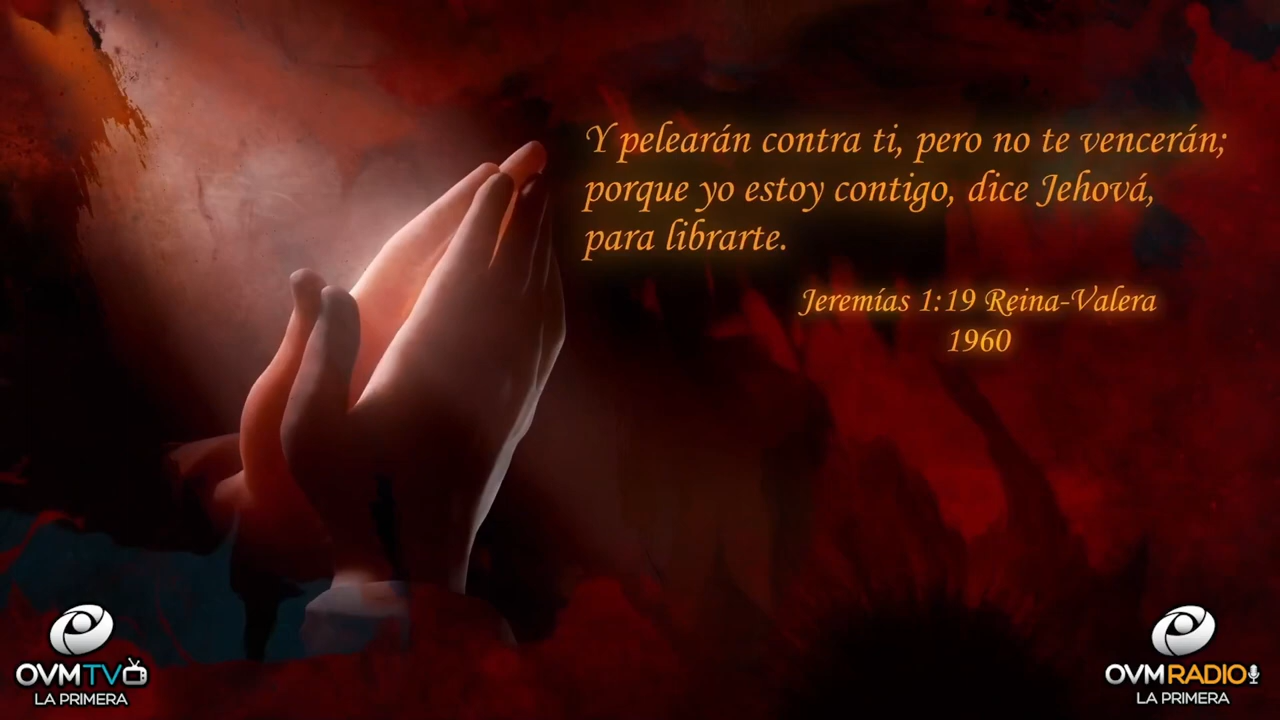 Y pelearán contra ti, pero no te vencerán;
porque yo estoy contigo, dice Jehová,
para librarte.
Jeremías 1:19 Reina-Valera
1960
OVMTV
LA PRIMERA
OVMRADIO
LA PRIMERA